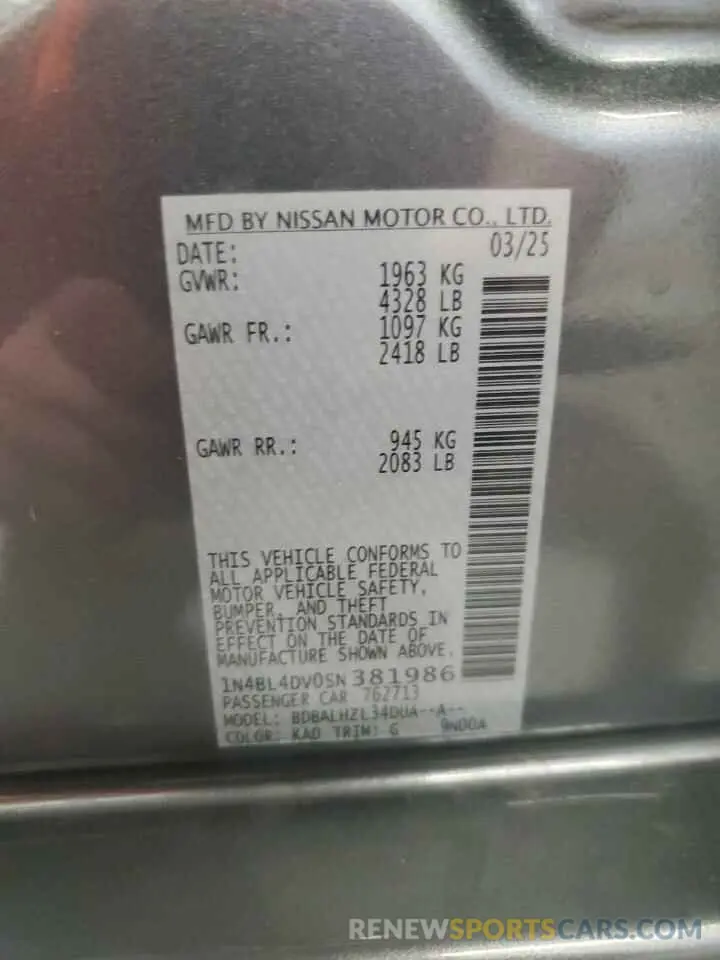 MFD BY NISSAN MOTOR CO., LTD.
DATE: 03/25
GVWR: 1963 KG
4328 LB
GAWR FR.: 1097 KG
2418 LB
GAWR RR.: 945 KG
2083 LB
THIS VEHICLE CONFORMS TO
ALL APPLICABLE FEDERAL
MOTOR VEHICLE SAFETY,
BUMPER, AND THEFT
PREVENTION STANDARDS IN
EFFECT ON THE DATE OF
MANUFACTURE SHOWN ABOVE.
1N4BL4DV0SN381986
PASSENGER CAR 762713
MODEL: BDBALHZL34DUA--A--
COLOR: KAD TRIM: G 9N00A
RENEWSPORTSCARS.COM